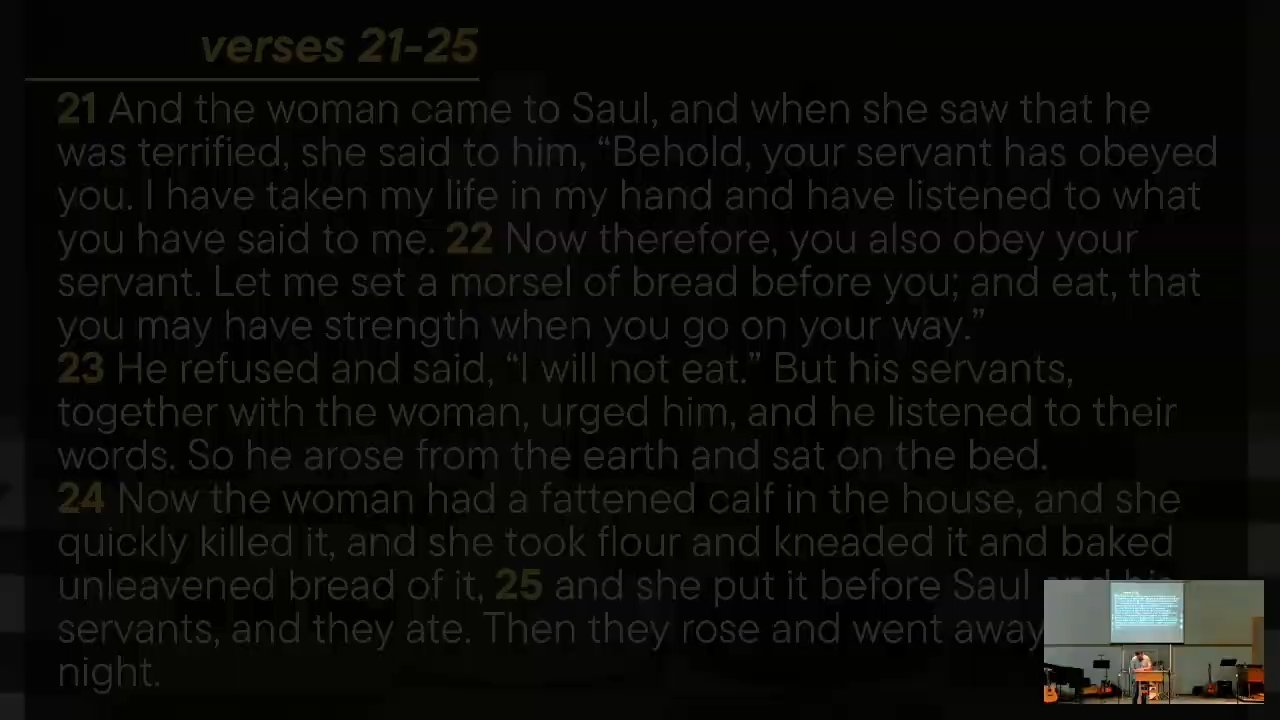 verses 21-25
21 And the woman came to Saul, and when she saw that he
was terrified, she said to him, “Behold, your servant has obeyed
you. I have taken my life in my hand and have listened to what
you have said to me. 22 Now therefore, you also obey your
servant. Let me set a morsel of bread before you; and eat, that
you may have strength when you go on your way.”
23 He refused and said, “I will not eat.” But his servants,
together with the woman, urged him, and he listened to their
words. So he arose from the earth and sat on the bed.
24 Now the woman had a fattened calf in the house, and she
quickly killed it, and she took flour and kneaded it and baked
unleavened bread of it, 25 and she put it before Saul and his
servants, and they they and went away
night.